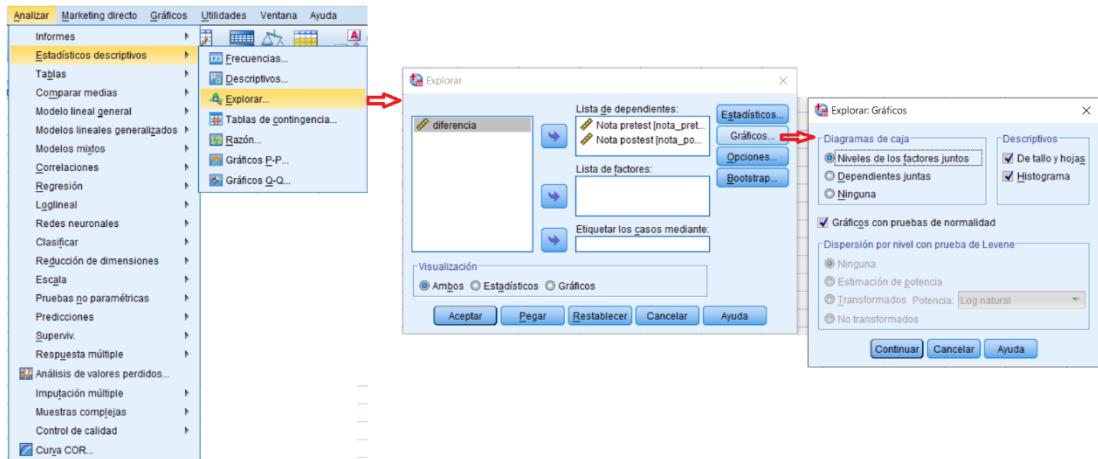 Analizar Marketing directo Gráficos Utilidades Ventana Ayuda
Informes
Estadísticos descriptivos
Tablas
Comparar medias
Modelo lineal general
Modelos lineales generalizados
Modelos mixtos
Correlaciones
Regresión
Loglineal
Redes neuronales
Clasificar
Reducción de dimensiones
Escala
Pruebas no paramétricas
Predicciones
Superviv.
Respuesta múltiple
Análisis de valores perdidos...
Imputación múltiple
Muestras complejas
Control de calidad
Curva COR...
Frecuencias...
Descriptivos...
Explorar...
Tablas de contingencia...
Razón...
Gráficos P-P...
Gráficos Q-Q...
Explorar
diferencia
Lista de dependientes:
Nota pretest [nota_pret...
Nota postest [nota_po...
Lista de factores:
Etiquetar los casos mediante:
Estadísticos...
Gráficos...
Opciones...
Bootstrap...
Visualización
Ambos Estadísticos Gráficos
Aceptar Pegar Restablecer Cancelar Ayuda
Explorar: Gráficos
Diagramas de caja
Niveles de los factores juntos
Dependientes juntas
Ninguna
Descriptivos
De tallo y hojas
Histograma
Gráficos con pruebas de normalidad
Dispersión por nivel con prueba de Levene
Ninguna
Estimación de potencia
Transformados Potencia: Log natural
No transformados
Continuar Cancelar Ayuda